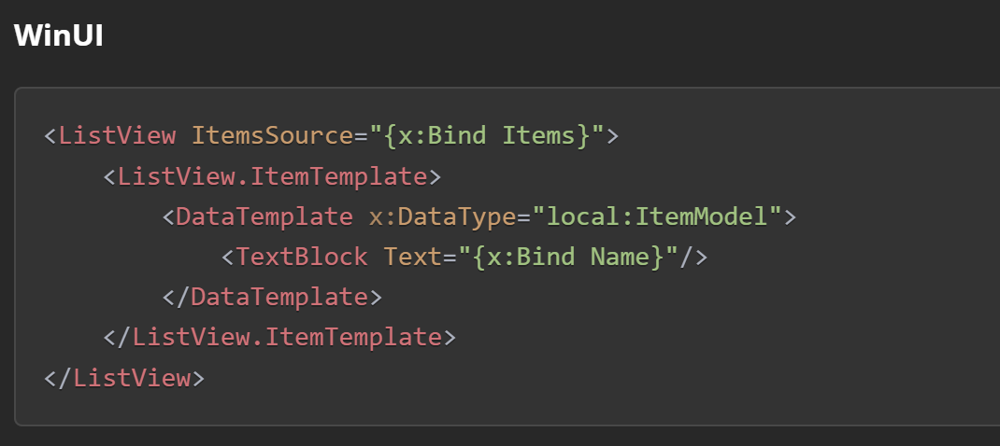 WinUI
<ListView ItemsSource="{x:Bind Items}">
    <ListView.ItemTemplate>
        <DataTemplate x:DataType="local:ItemModel">
            <TextBlock Text="{x:Bind Name}"/>
        </DataTemplate>
    </ListView.ItemTemplate>
</ListView>